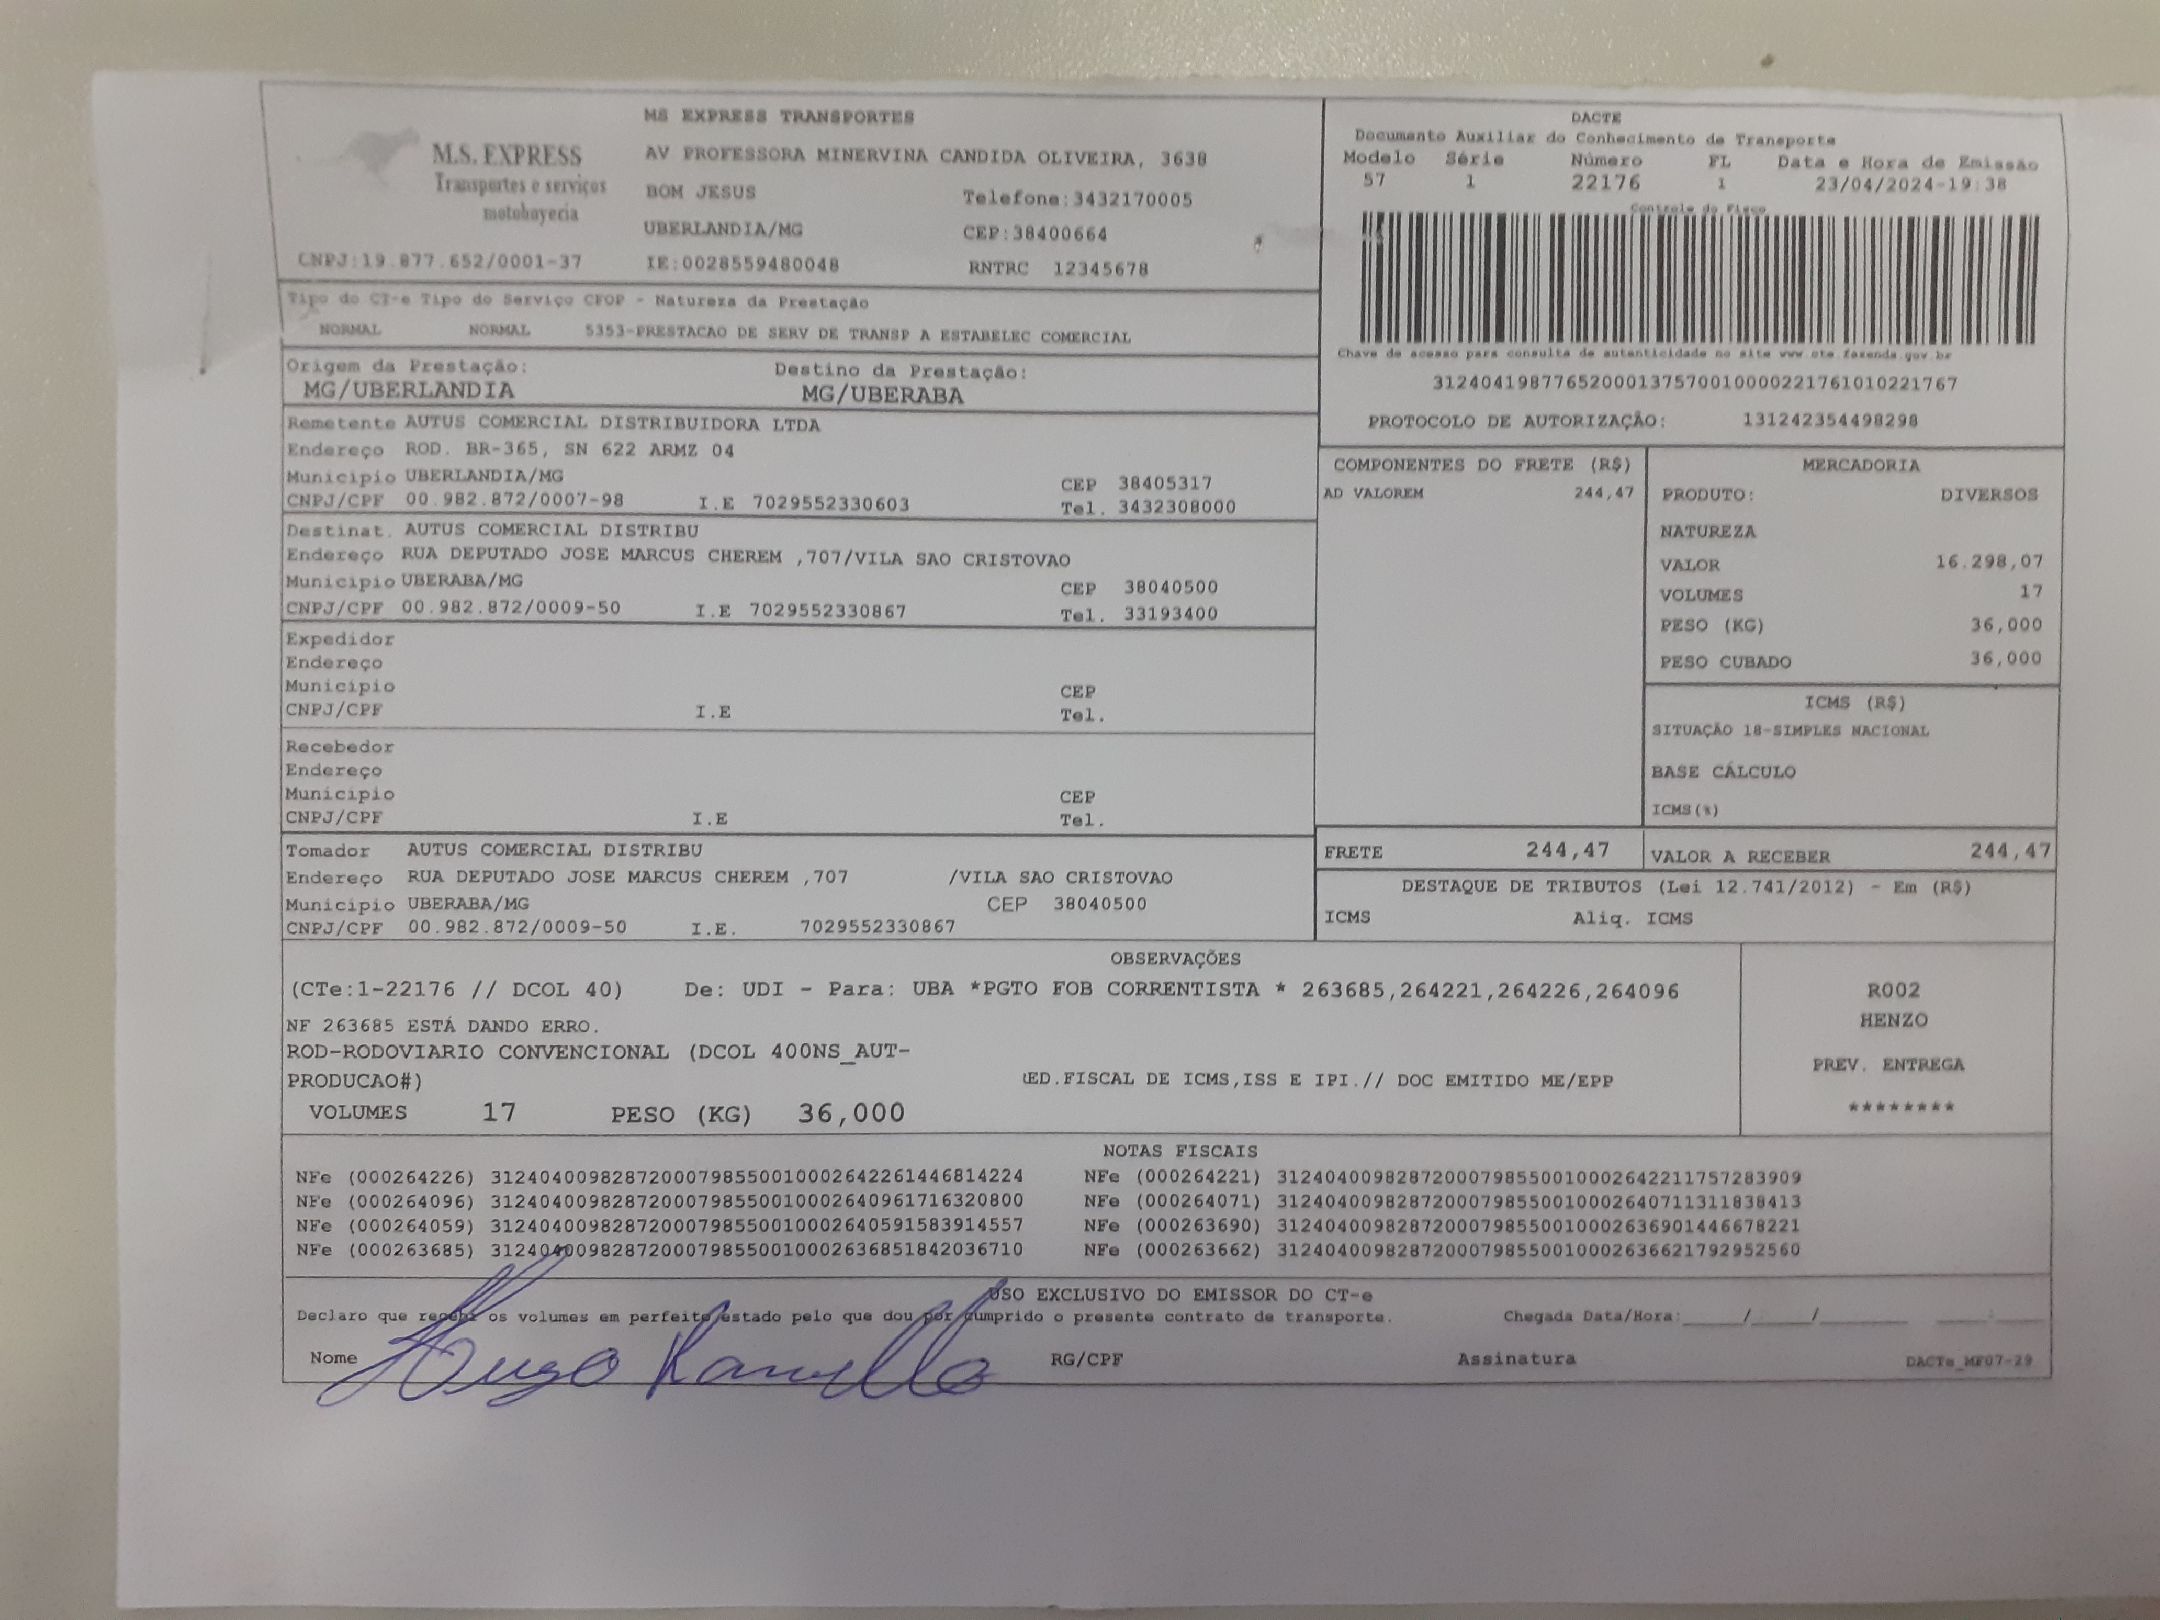 M.S. EXPRESS
Transportes e serviços
motoboyeria
CNPJ:19.877.652/0001-37
MS EXPRESS TRANSPORTES
AV PROFESSORA MINERVINA CANDIDA OLIVEIRA, 3638
BOM JESUS Telefone:3432170005
UBERLANDIA/MG CEP:38400664
IE:0028559480048 RNTRC 12345678
DACTE
Documento Auxiliar do Conhecimento de Transporte
Modelo Série Número FL Data e Hora de Emissão
57 1 22176 1 23/04/2024-19:38
Controle do Fisco
Chave de acesso para consulta de autenticidade no site www.cte.fazenda.gov.br
31240419877652000137570010000221761010221767
PROTOCOLO DE AUTORIZAÇÃO: 131242354498298
Tipo do CT-e Tipo do Serviço CFOP - Natureza da Prestação
NORMAL NORMAL 5353-PRESTACAO DE SERV DE TRANSP A ESTABELEC COMERCIAL
Origem da Prestação: Destino da Prestação:
MG/UBERLANDIA MG/UBERABA
Remetente AUTUS COMERCIAL DISTRIBUIDORA LTDA
Endereço ROD. BR-365, SN 622 ARMZ 04
Municipio UBERLANDIA/MG CEP 38405317
CNPJ/CPF 00.982.872/0007-98 I.E 7029552330603 Tel. 3432308000
Destinat. AUTUS COMERCIAL DISTRIBU
Endereço RUA DEPUTADO JOSE MARCUS CHEREM ,707/VILA SAO CRISTOVAO
Municipio UBERABA/MG CEP 38040500
CNPJ/CPF 00.982.872/0009-50 I.E 7029552330867 Tel. 33193400
Expedidor
Endereço
Municipio CEP
CNPJ/CPF I.E Tel.
Recebedor
Endereço
Municipio CEP
CNPJ/CPF I.E Tel.
Tomador AUTUS COMERCIAL DISTRIBU
Endereço RUA DEPUTADO JOSE MARCUS CHEREM ,707 /VILA SAO CRISTOVAO
Municipio UBERABA/MG CEP 38040500
CNPJ/CPF 00.982.872/0009-50 I.E. 7029552330867
COMPONENTES DO FRETE (R$)
AD VALOREM 244,47
MERCADORIA
PRODUTO: DIVERSOS
NATUREZA
VALOR 16.298,07
VOLUMES 17
PESO (KG) 36,000
PESO CUBADO 36,000
ICMS (R$)
SITUAÇÃO 18-SIMPLES NACIONAL
BASE CÁLCULO
ICMS(%)
FRETE 244,47 VALOR A RECEBER 244,47
DESTAQUE DE TRIBUTOS (Lei 12.741/2012) - Em (R$)
ICMS Aliq. ICMS
OBSERVAÇÕES
(CTe:1-22176 // DCOL 40) De: UDI - Para: UBA *PGTO FOB CORRENTISTA * 263685,264221,264226,264096
NF 263685 ESTÁ DANDO ERRO.
ROD-RODOVIARIO CONVENCIONAL (DCOL 400NS_AUT-
PRODUCAO#) ED.FISCAL DE ICMS,ISS E IPI.// DOC EMITIDO ME/EPP
VOLUMES 17 PESO (KG) 36,000
R002
HENZO
PREV. ENTREGA
********
NOTAS FISCAIS
NFe (000264226) 31240400982872000798550010002642261446814224 NFe (000264221) 31240400982872000798550010002642211757283909
NFe (000264096) 31240400982872000798550010002640961716320800 NFe (000264071) 31240400982872000798550010002640711311838413
NFe (000264059) 31240400982872000798550010002640591583914557 NFe (000263690) 31240400982872000798550010002636901446678221
NFe (000263685) 31240400982872000798550010002636851842036710 NFe (000263662) 31240400982872000798550010002636621792952560
USO EXCLUSIVO DO EMISSOR DO CT-e
Declaro que recebi os volumes em perfeito estado pelo que dou por cumprido o presente contrato de transporte. Chegada Data/Hora:_____/_____/________ _____:_____
Nome Hugo RG/CPF Assinatura DACTe_MF07-29